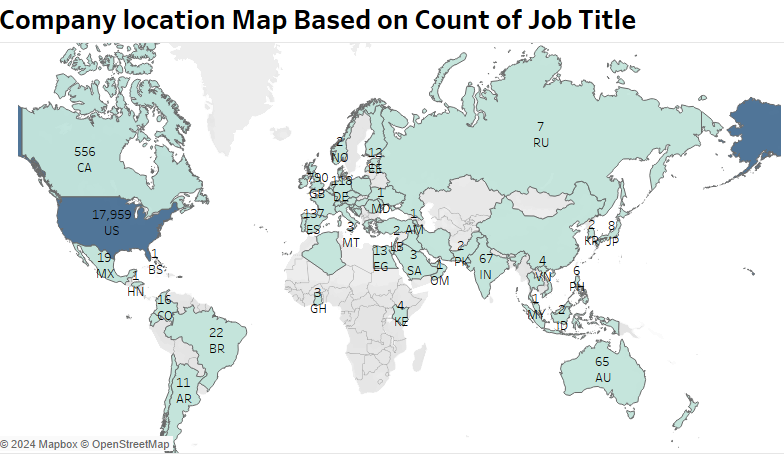 Company location Map Based on Count of Job Title
556
CA
17,959
US
19
MX
1
BS
1
HN
16
CO
22
BR
11
AR
2
NO
12
EE
790
GB
118
DE
1
MD
137
ES
3
MT
1
AM
2
LB
13
EG
3
SA
1
OM
2
PK
67
IN
3
GH
4
KE
7
RU
2
KR
8
JP
4
VN
6
PH
1
MY
2
ID
65
AU
© 2024 Mapbox © OpenStreetMap